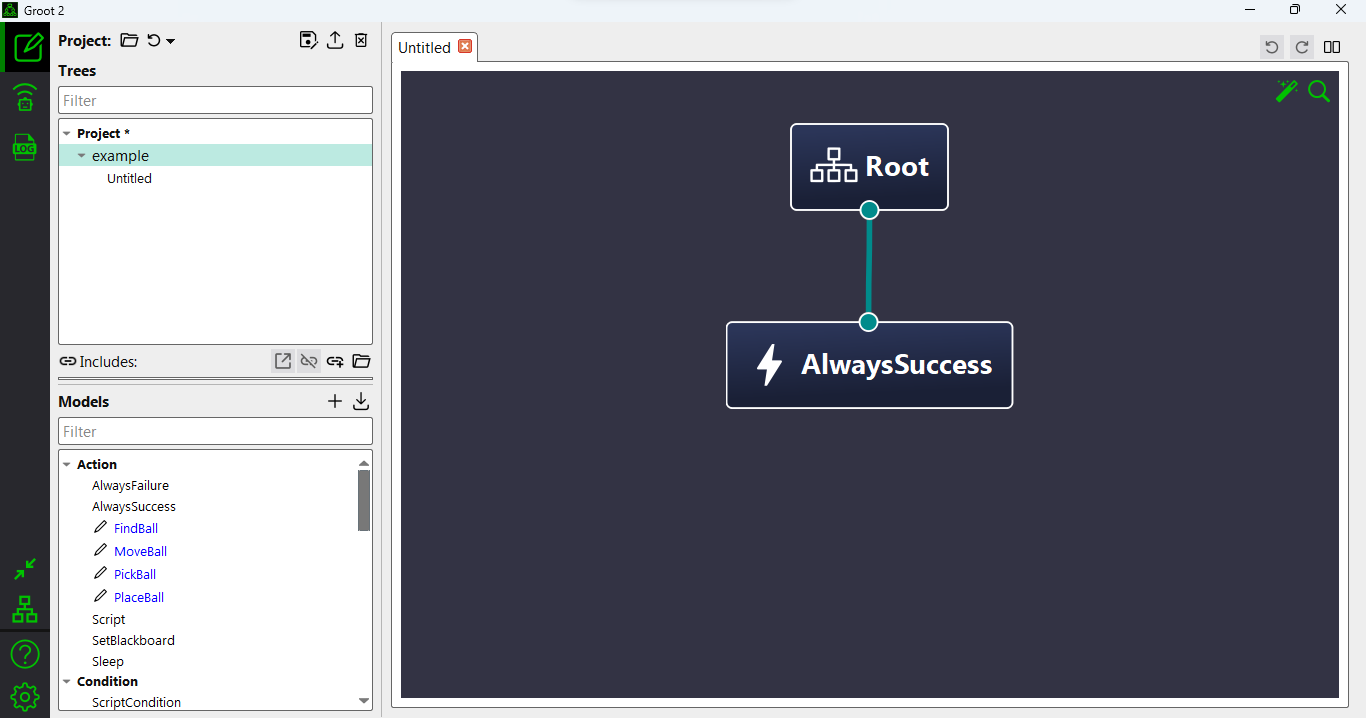 Groot 2
Project:
Trees
Filter
Project *
example
Untitled
Includes:
Models
Filter
Action
AlwaysFailure
AlwaysSuccess
FindBall
MoveBall
PickBall
PlaceBall
Script
SetBlackboard
Sleep
Condition
ScriptCondition
LOG
Untitled
Root
AlwaysSuccess